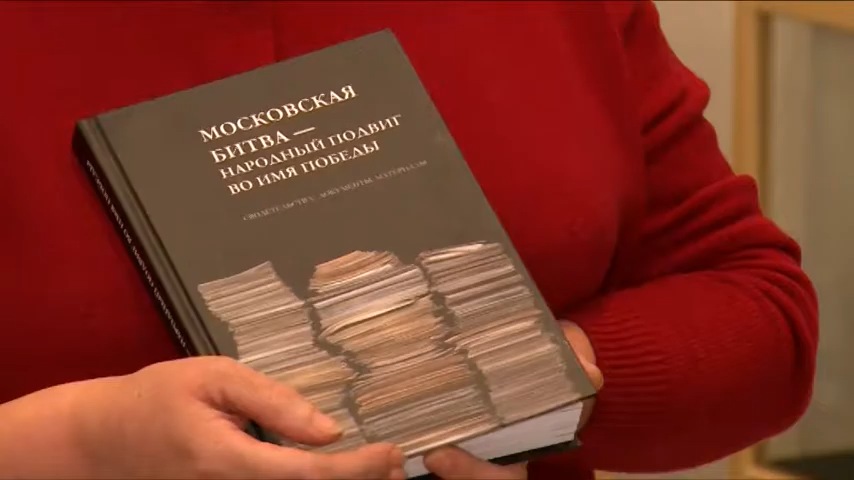 МОСКОВСКАЯ
БИТВА —
НАРОДНЫЙ ПОДВИГ
ВО ИМЯ ПОБЕДЫ
СВИДЕТЕЛЬСТВА, ДОКУМЕНТЫ, МАТЕРИАЛЫ